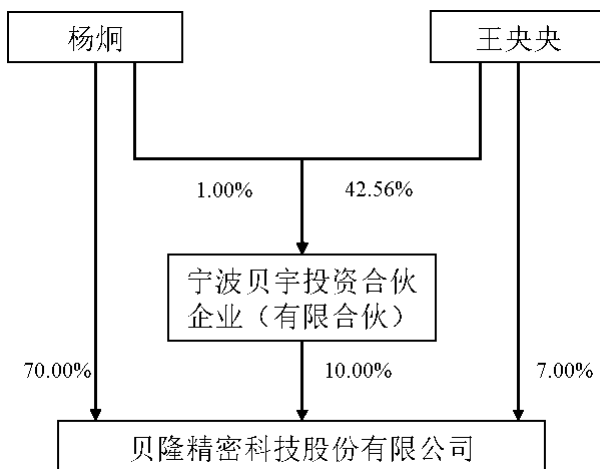 杨炯
王央央
1.00%
42.56%
宁波贝宇投资合伙
企业（有限合伙）
70.00%
10.00%
7.00%
贝隆精密科技股份有限公司